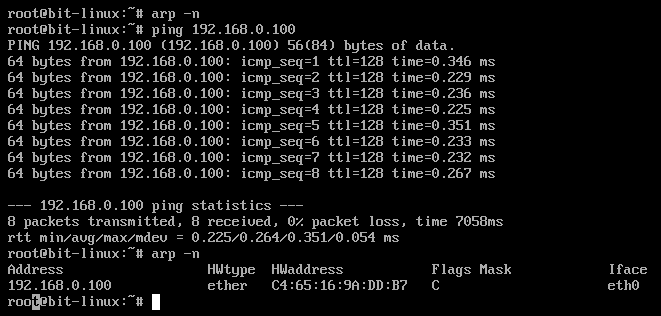 root@bit-linux:~# arp -n
root@bit-linux:~# ping 192.168.0.100
PING 192.168.0.100 (192.168.0.100) 56(84) bytes of data.
64 bytes from 192.168.0.100: icmp_seq=1 ttl=128 time=0.346 ms
64 bytes from 192.168.0.100: icmp_seq=2 ttl=128 time=0.229 ms
64 bytes from 192.168.0.100: icmp_seq=3 ttl=128 time=0.236 ms
64 bytes from 192.168.0.100: icmp_seq=4 ttl=128 time=0.225 ms
64 bytes from 192.168.0.100: icmp_seq=5 ttl=128 time=0.351 ms
64 bytes from 192.168.0.100: icmp_seq=6 ttl=128 time=0.233 ms
64 bytes from 192.168.0.100: icmp_seq=7 ttl=128 time=0.232 ms
64 bytes from 192.168.0.100: icmp_seq=8 ttl=128 time=0.267 ms
--- 192.168.0.100 ping statistics ---
8 packets transmitted, 8 received, 0% packet loss, time 7058ms
rtt min/avg/max/mdev = 0.225/0.264/0.351/0.054 ms
root@bit-linux:~# arp -n
Address HWtype HWaddress Flags Mask Iface
192.168.0.100 ether C4:65:16:9A:DD:B7 C eth0
root@bit-linux:~#